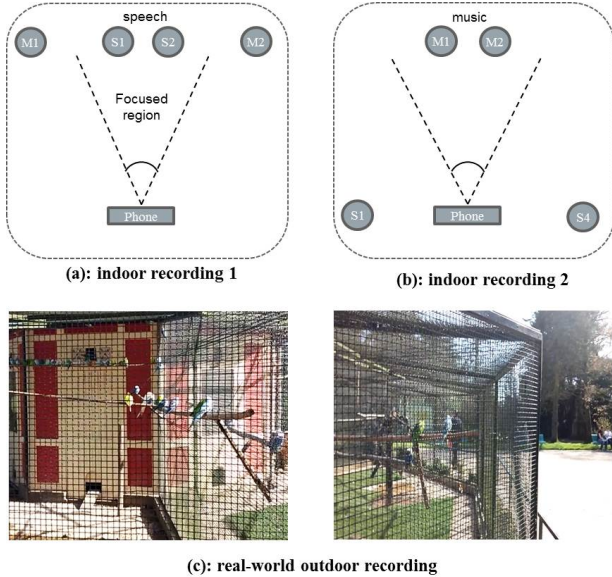 speech
M1 S1 S2 M2
Focused
region
Phone
(a): indoor recording 1
music
M1 M2
S1 Phone S4
(b): indoor recording 2
(c): real-world outdoor recording